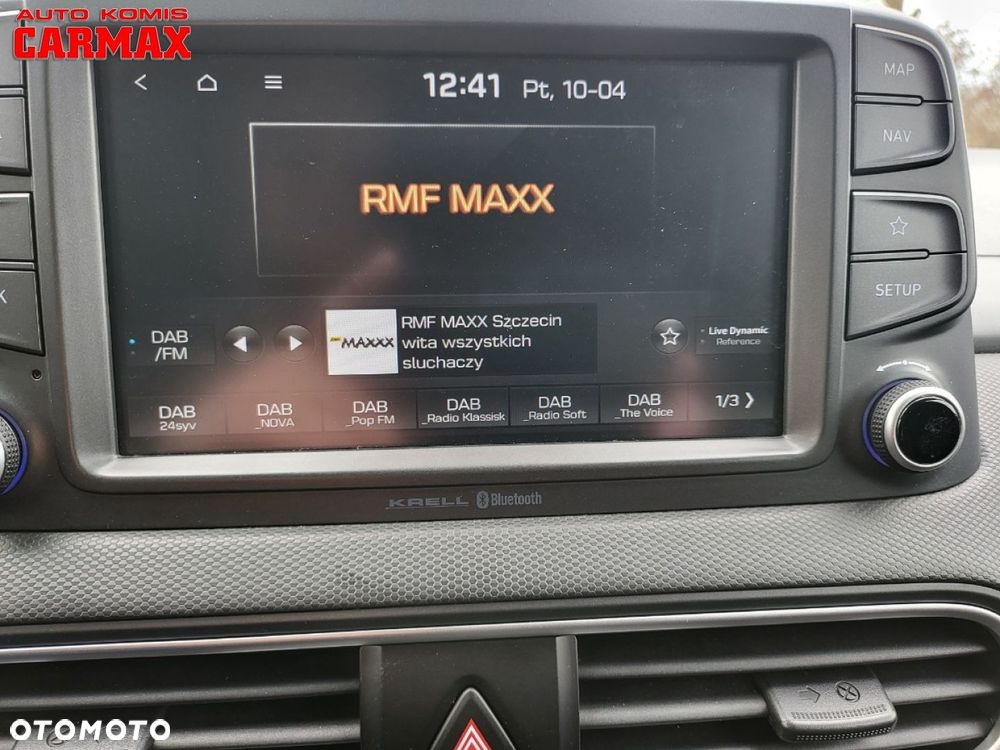 AUTO KOMIS
CARMAX
12:41 Pt, 10-04
MAP
NAV
RMF MAXX
SETUP
DAB
/FM
MAXXX
RMF MAXX Szczecin
wita wszystkich
sluchaczy
Live Dynamic
Reference
DAB
24syv
DAB
_NOVA
DAB
_Pop FM
DAB
_Radio Klassisk
DAB
_Radio Soft
DAB
_The Voice
1/3
KRELL Bluetooth
OTOMOTO